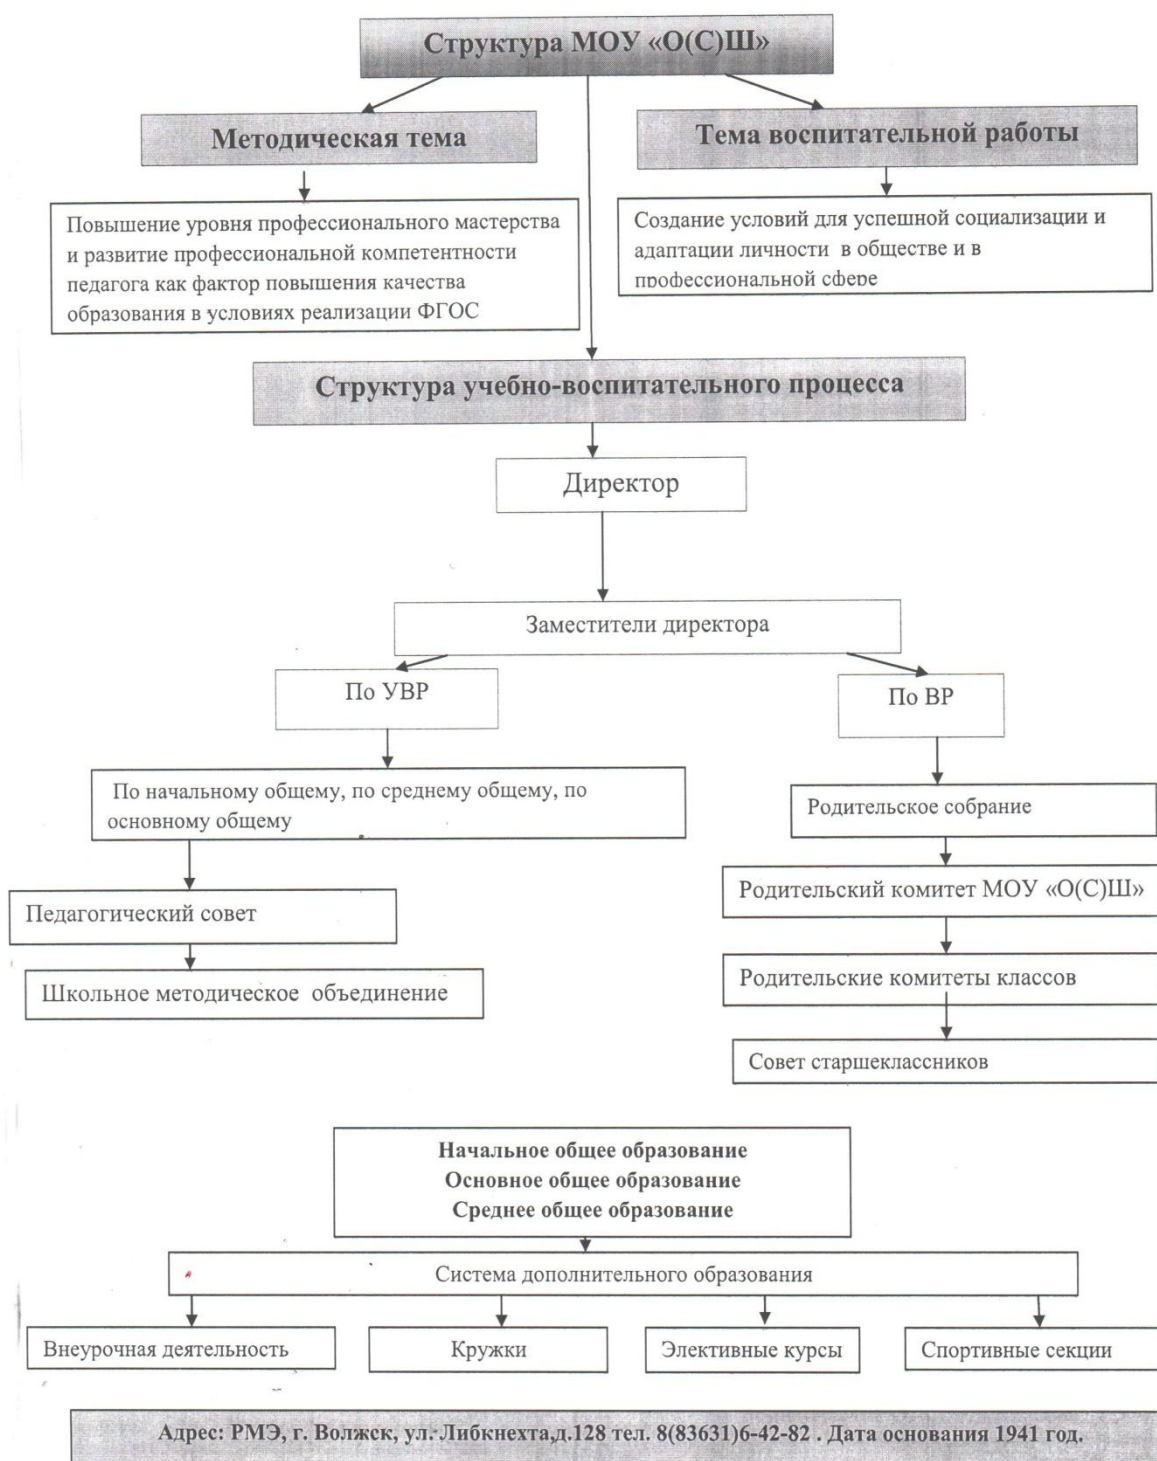 Структура МОУ «О(С)Ш»
Методическая тема
Тема воспитательной работы
Повышение уровня профессионального мастерства
и развитие профессиональной компетентности
педагога как фактор повышения качества
образования в условиях реализации ФГОС
Создание условий для успешной социализации и
адаптации личности в обществе и в
профессиональной сфере
Структура учебно-воспитательного процесса
Директор
Заместители директора
По УВР
По ВР
По начальному общему, по среднему общему, по
основному общему
Родительское собрание
Педагогический совет
Родительский комитет МОУ «О(С)Ш»
Школьное методическое объединение
Родительские комитеты классов
Совет старшеклассников
Начальное общее образование
Основное общее образование
Среднее общее образование
Система дополнительного образования
Внеурочная деятельность
Кружки
Элективные курсы
Спортивные секции
Адрес: РМЭ, г. Волжск, ул. Либкнехта,д.128 тел. 8(83631)6-42-82 . Дата основания 1941 год.